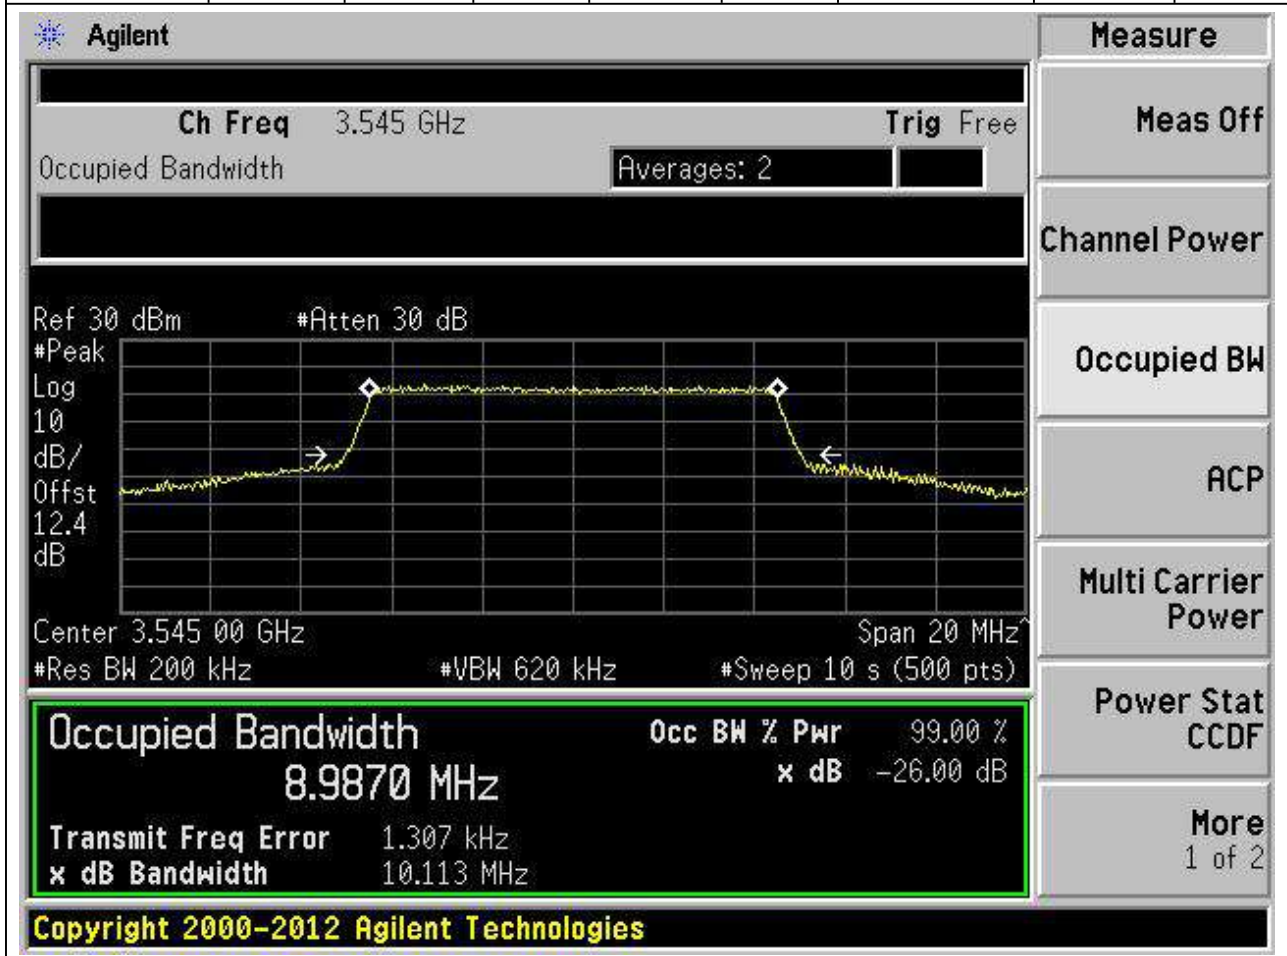 Agilent
Measure
Ch Freq 3.545 GHz Trig Free
Occupied Bandwidth Averages: 2
Ref 30 dBm #Atten 30 dB
#Peak
Log
10
dB/
Offst
12.4
dB
Center 3.545 00 GHz Span 20 MHz^
#Res BW 200 kHz #VBW 620 kHz #Sweep 10 s (500 pts)
Occupied Bandwidth
8.9870 MHz
Occ BW % Pwr 99.00 %
x dB -26.00 dB
Transmit Freq Error 1.307 kHz
x dB Bandwidth 10.113 MHz
Copyright 2000-2012 Agilent Technologies
Meas Off
Channel Power
Occupied BW
ACP
Multi Carrier
Power
Power Stat
CCDF
More
1 of 2